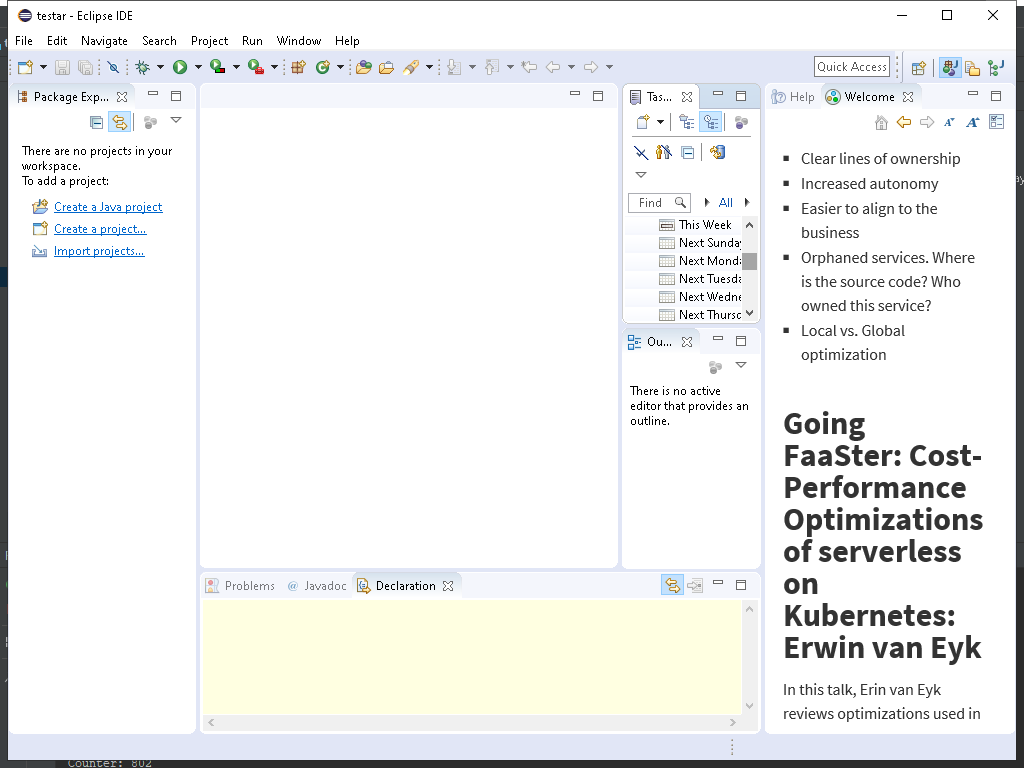 testar - Eclipse IDE
File Edit Navigate Search Project Run Window Help
Quick Access
Package Exp...
There are no projects in your
workspace.
To add a project:
Create a Java project
Create a project...
Import projects...
Tas...
Find
All
This Week
Next Sunday
Next Monda
Next Tuesda
Next Wedne
Next Thursd
Ou...
There is no active
editor that provides an
outline.
Problems
@ Javadoc
Declaration
Help
Welcome
Clear lines of ownership
Increased autonomy
Easier to align to the
business
Orphaned services. Where
is the source code? Who
owned this service?
Local vs. Global
optimization
Going
FaaSter: Cost-
Performance
Optimizations
of serverless
on
Kubernetes:
Erwin van Eyk
In this talk, Erin van Eyk
reviews optimizations used in
Counter: 802